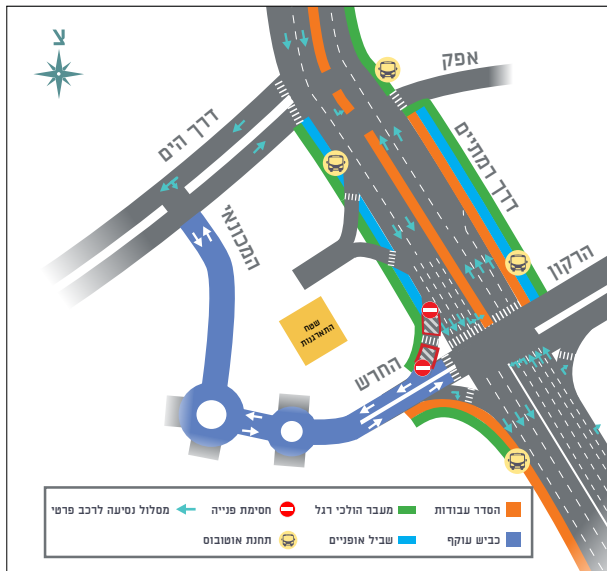 צ
אפק
דרך הים
דרך רמתיים
המכונאי
הרקון
שטח
התארגנות
החרש
הסדר עבודות
מעבר הולכי רגל
חסימת פנייה
מסלול נסיעה לרכב פרטי
כביש עוקף
שביל אופניים
תחנת אוטובוס